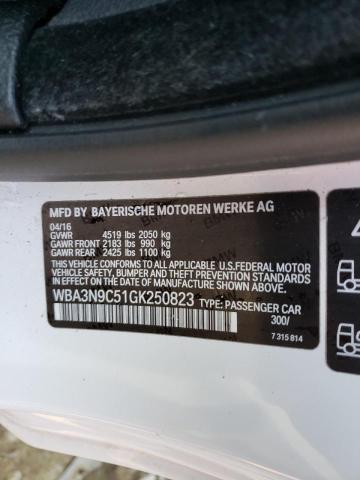 MFD BY BAYERISCHE MOTOREN WERKE AG
04/16
GVWR 4519 lbs 2050 kg
GAWR FRONT 2183 lbs 990 kg
GAWR REAR 2425 lbs 1100 kg
THIS VEHICLE CONFORMS TO ALL APPLICABLE U.S.FEDERAL MOTOR
VEHICLE SAFETY, BUMPER, AND THEFT PREVENTION STANDARDS
IN EFFECT ON THE DATE OF MANUFACTURE
SHOWN ABOVE.
WBA3N9C51GK250823 TYPE: PASSENGER CAR
300/
7 315 814
4